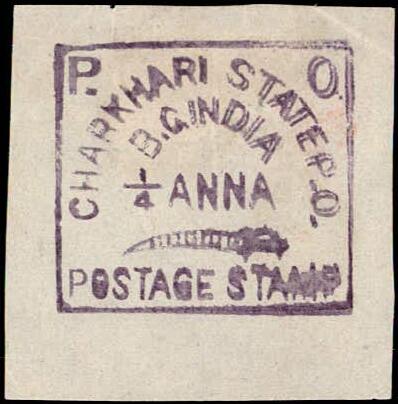 P. O.
CHARKHARI STATE P.O.
B.C. INDIA
1/4 ANNA
POSTAGE STAMP